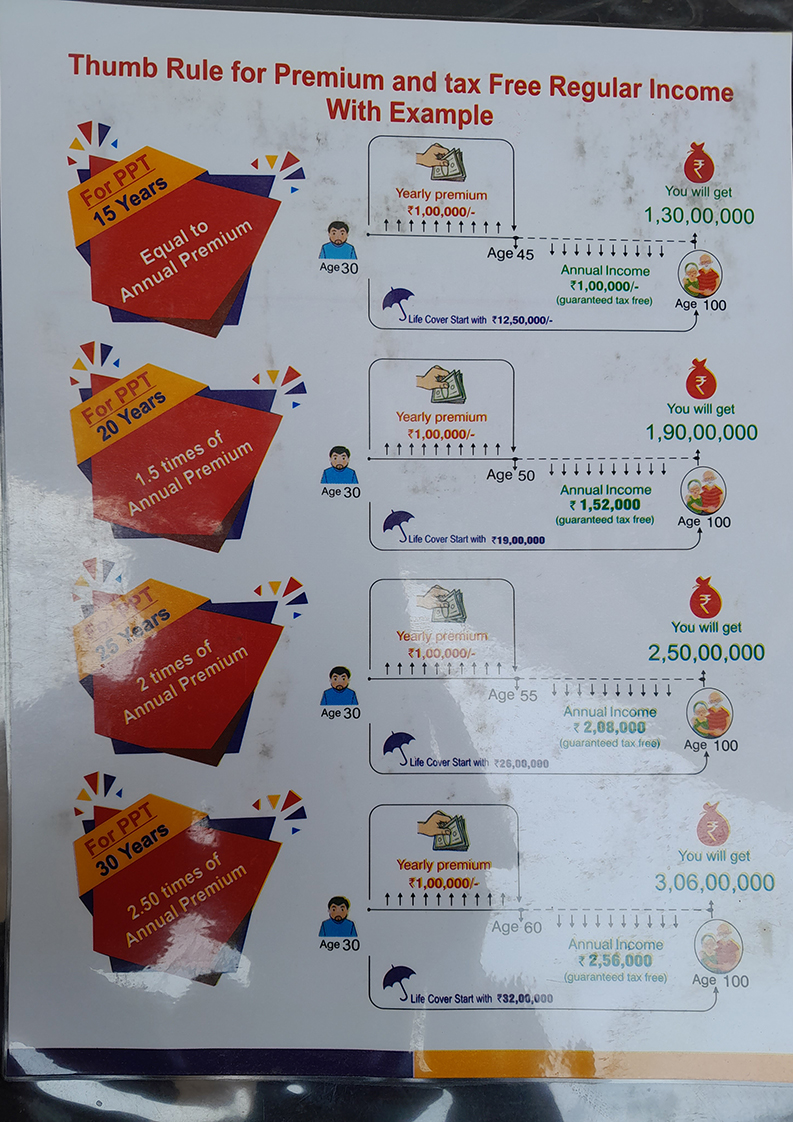 Thumb Rule for Premium and tax Free Regular Income
With Example
For PPT
15 Years
Equal to
Annual Premium
Yearly premium
₹1,00,000/-
Age 30
Age 45
Annual Income
₹1,00,000/-
(guaranteed tax free)
You will get
1,30,00,000
Age 100
Life Cover Start with ₹12,50,000/-
For PPT
20 Years
1.5 times of
Annual Premium
Yearly premium
₹1,00,000/-
Age 30
Age 50
Annual Income
₹ 1,52,000
(guaranteed tax free)
You will get
1,90,00,000
Age 100
Life Cover Start with ₹19,00,000
For PPT
25 Years
2 times of
Annual Premium
Yearly premium
₹1,00,000/-
Age 30
Age 55
Annual Income
₹ 2,08,000
(guaranteed tax free)
You will get
2,50,00,000
Age 100
Life Cover Start with ₹26,00,000
For PPT
30 Years
2.50 times of
Annual Premium
Yearly premium
₹1,00,000/-
Age 30
Age 60
Annual Income
₹ 2,56,000
(guaranteed tax free)
You will get
3,06,00,000
Age 100
Life Cover Start with ₹32,00,000